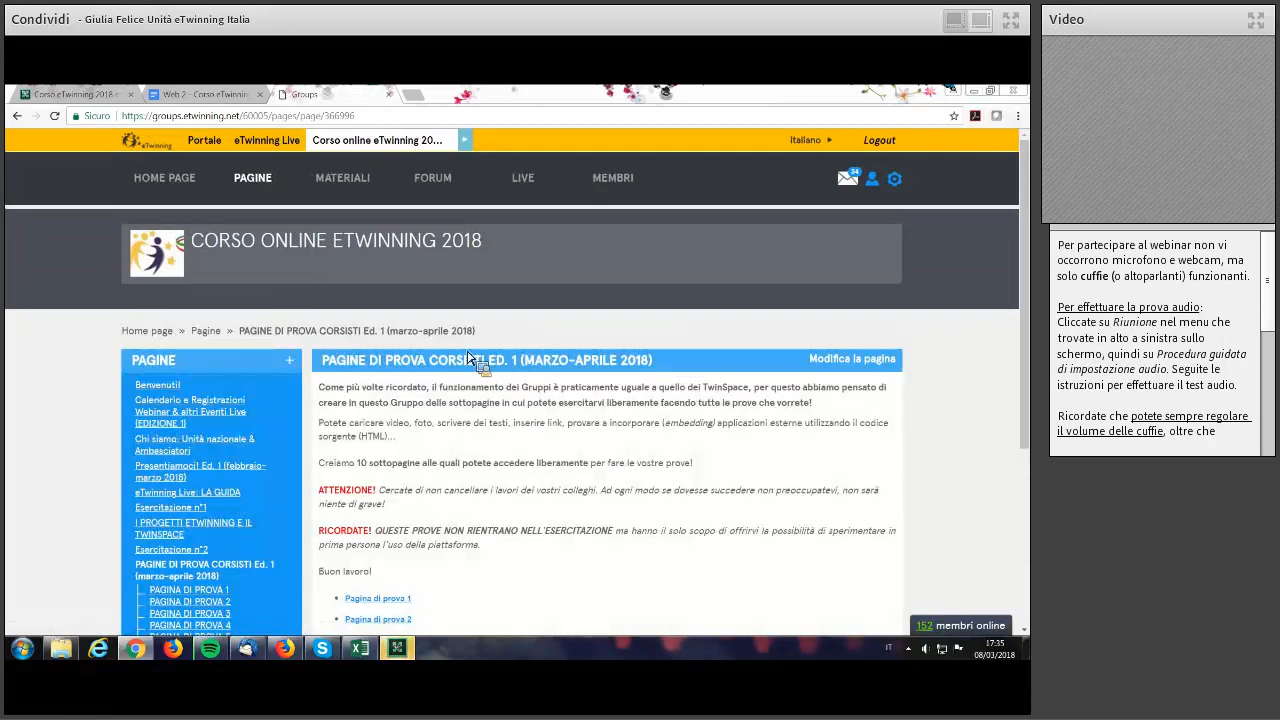 Condividi - Giulia Felice Unità eTwinning Italia
Video
Corso eTwinning 2018 e
Web 2 - Corso eTwinnin
Groups
Sicuro
https://groups.etwinning.net/60005/pages/page/366996
eTwinning
Portale
eTwinning Live
Corso online eTwinning 20...
Italiano
Logout
HOME PAGE
PAGINE
MATERIALI
FORUM
LIVE
MEMBRI
34
CORSO ONLINE ETWINNING 2018
Home page » Pagine » PAGINE DI PROVA CORSISTI Ed. 1 (marzo-aprile 2018)
PAGINE +
Benvenuti!
Calendario e Registrazioni
Webinar & altri Eventi Live
(EDIZIONE 1)
Chi siamo: Unità nazionale &
Ambasciatori
Presentiamoci! Ed. 1 (febbraio-
marzo 2018)
eTwinning Live: LA GUIDA
Esercitazione n°1
I PROGETTI ETWINNING E IL
TWINSPACE
Esercitazione n°2
PAGINE DI PROVA CORSISTI Ed. 1
(marzo-aprile 2018)
PAGINA DI PROVA 1
PAGINA DI PROVA 2
PAGINA DI PROVA 3
PAGINA DI PROVA 4
PAGINE DI PROVA CORSISTI ED. 1 (MARZO-APRILE 2018)
Modifica la pagina
Come più volte ricordato, il funzionamento dei Gruppi è praticamente uguale a quello dei TwinSpace, per questo abbiamo pensato di
creare in questo Gruppo delle sottopagine in cui potete esercitarvi liberamente facendo tutte le prove che vorrete!
Potete caricare video, foto, scrivere dei testi, inserire link, provare a incorporare (embedding) applicazioni esterne utilizzando il codice
sorgente (HTML)...
Creiamo 10 sottopagine alle quali potete accedere liberamente per fare le vostre prove!
ATTENZIONE! Cercate di non cancellare i lavori dei vostri colleghi. Ad ogni modo se dovesse succedere non preoccupatevi, non sarà
niente di grave!
RICORDATE! QUESTE PROVE NON RIENTRANO NELL'ESERCITAZIONE ma hanno il solo scopo di offrirvi la possibilità di sperimentare in
prima persona l'uso della piattaforma.
Buon lavoro!
Pagina di prova 1
Pagina di prova 2
152 membri online
IT
17:35
08/03/2018
Per partecipare al webinar non vi
occorrono microfono e webcam, ma
solo cuffie (o altoparlanti) funzionanti.
Per effettuare la prova audio:
Cliccate su Riunione nel menu che
trovate in alto a sinistra sullo
schermo, quindi su Procedura guidata
di impostazione audio. Seguite le
istruzioni per effettuare il test audio.
Ricordate che potete sempre regolare
il volume delle cuffie, oltre che